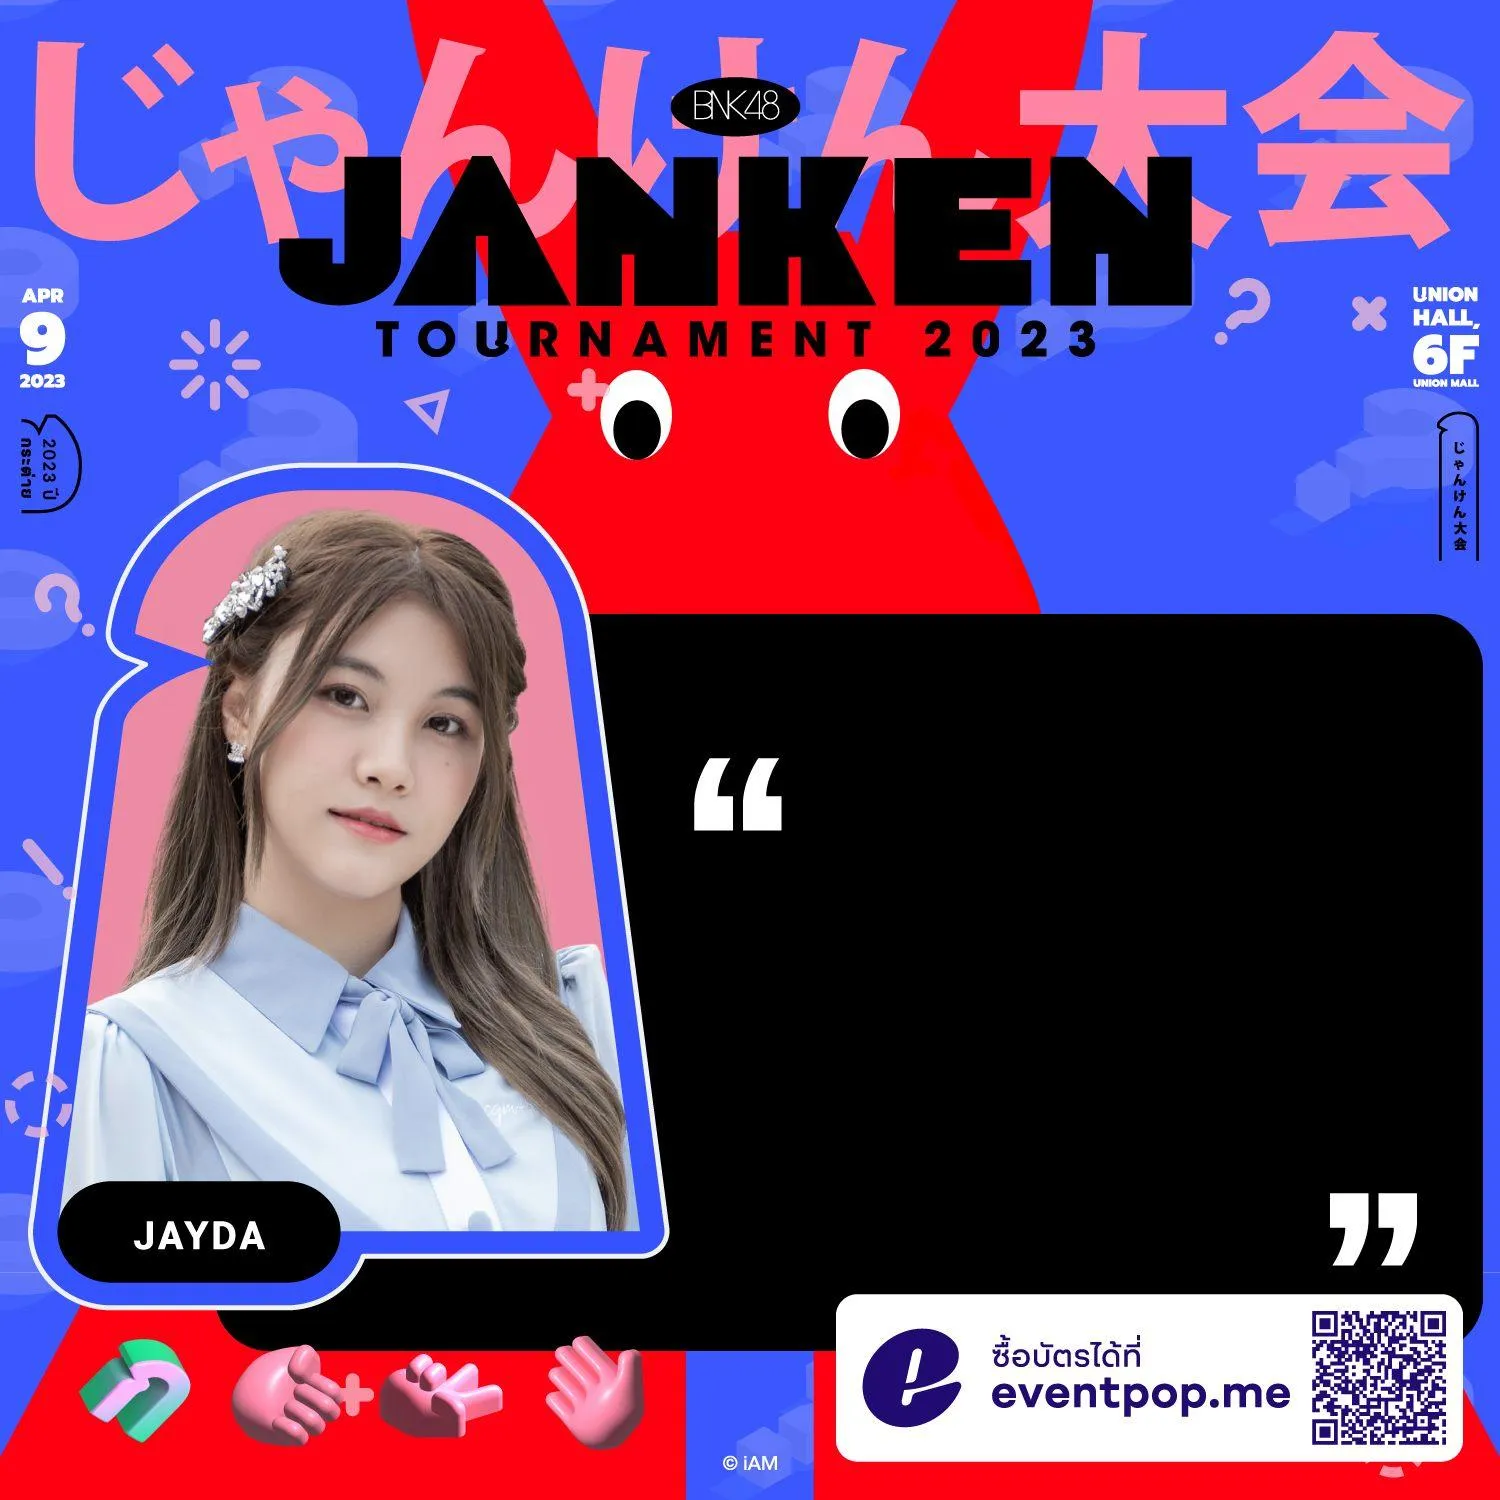 じゃんけん大会
BNK48
JANKEN
TOURNAMENT 2023
APR
9
2023
2023 ปี
กระต่าย
UNION
HALL,
6F
UNION MALL
じゃんけん大会
“
cgm
JAYDA
”
ซื้อบัตรได้ที่
eventpop.me
© iAM